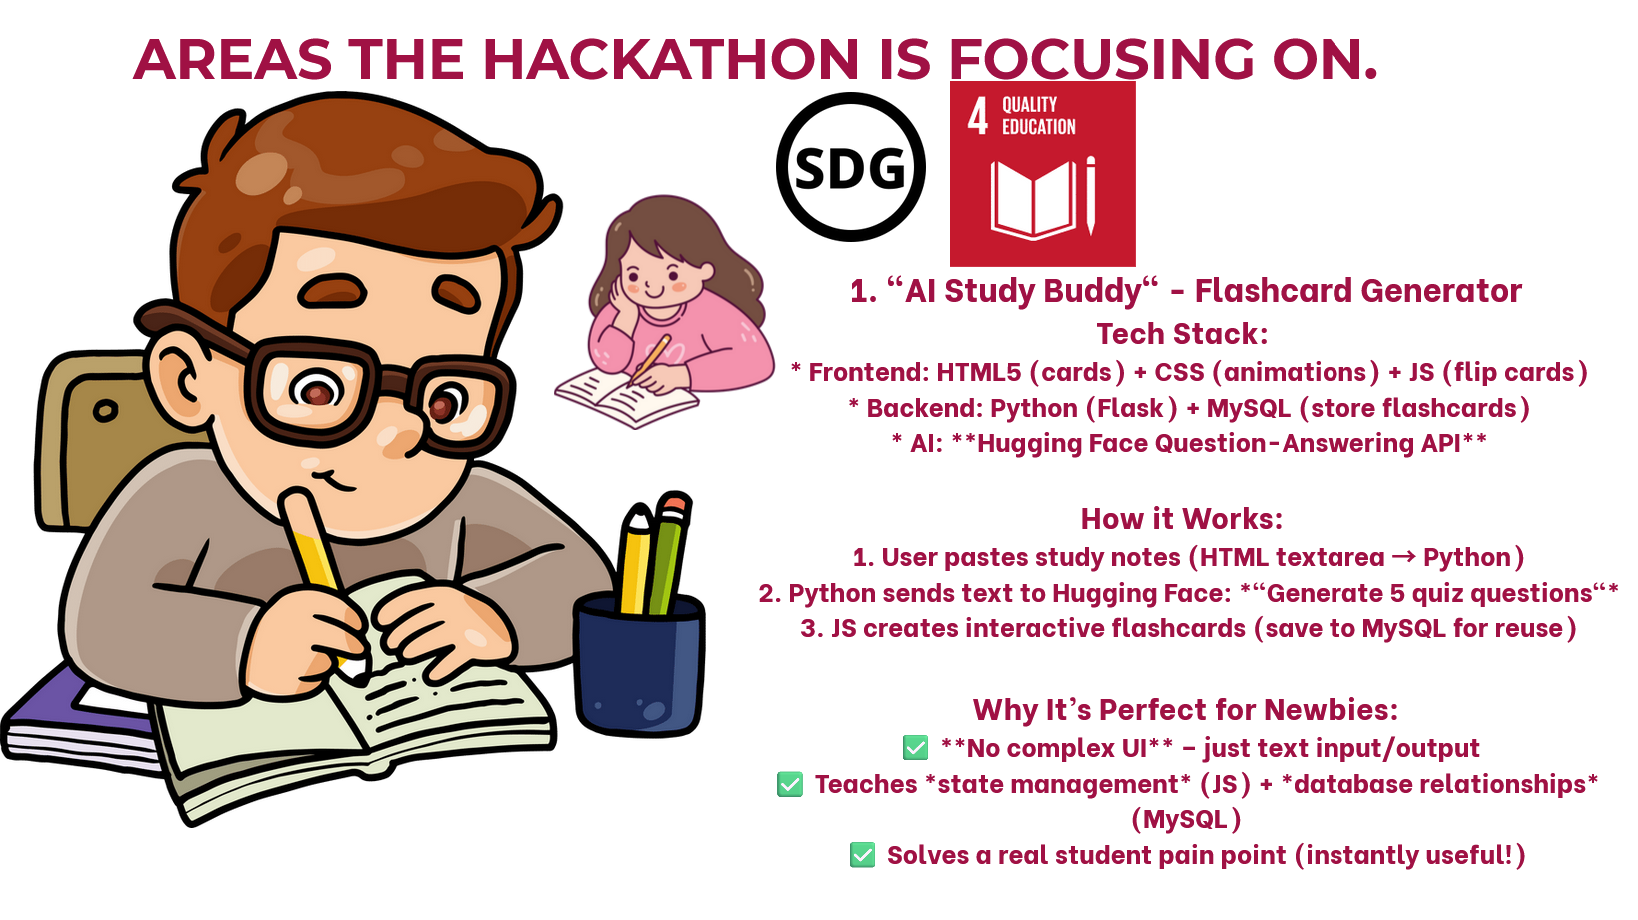 AREAS THE HACKATHON IS FOCUSING ON.
SDG
4 QUALITY
EDUCATION
1. “AI Study Buddy“ - Flashcard Generator
Tech Stack:
* Frontend: HTML5 (cards) + CSS (animations) + JS (flip cards)
* Backend: Python (Flask) + MySQL (store flashcards)
* AI: **Hugging Face Question-Answering API**
How it Works:
1. User pastes study notes (HTML textarea → Python)
2. Python sends text to Hugging Face: *“Generate 5 quiz questions“*
3. JS creates interactive flashcards (save to MySQL for reuse)
Why It’s Perfect for Newbies:
✅ **No complex UI** – just text input/output
✅ Teaches *state management* (JS) + *database relationships*
(MySQL)
✅ Solves a real student pain point (instantly useful!)